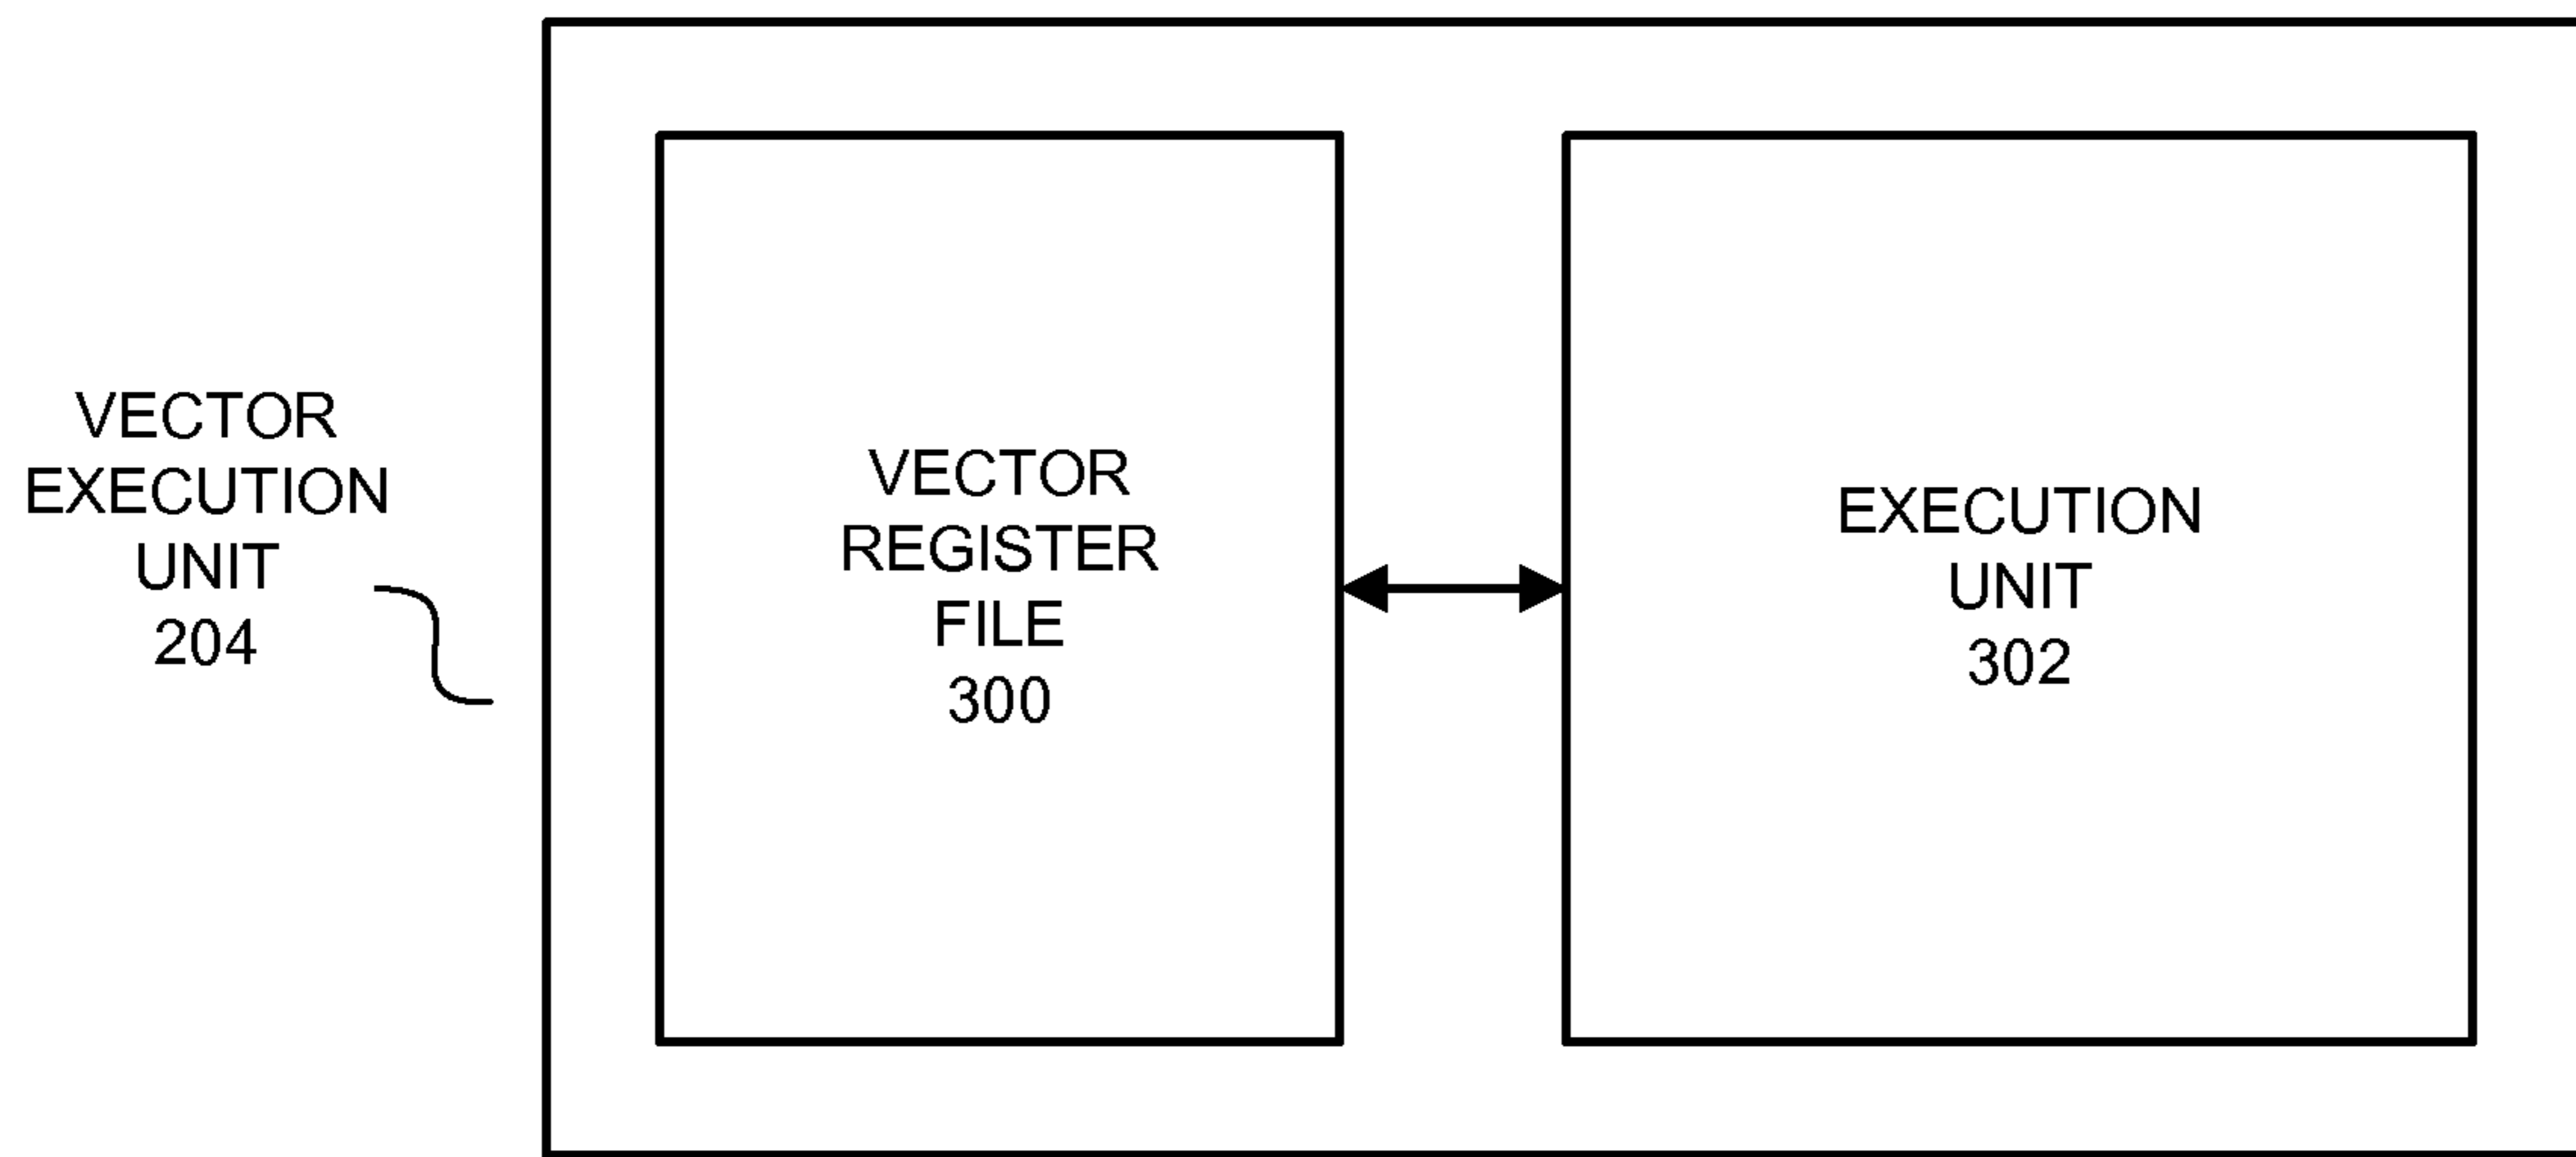 VECTOR
EXECUTION
UNIT
204
VECTOR
REGISTER
FILE
300
EXECUTION
UNIT
302